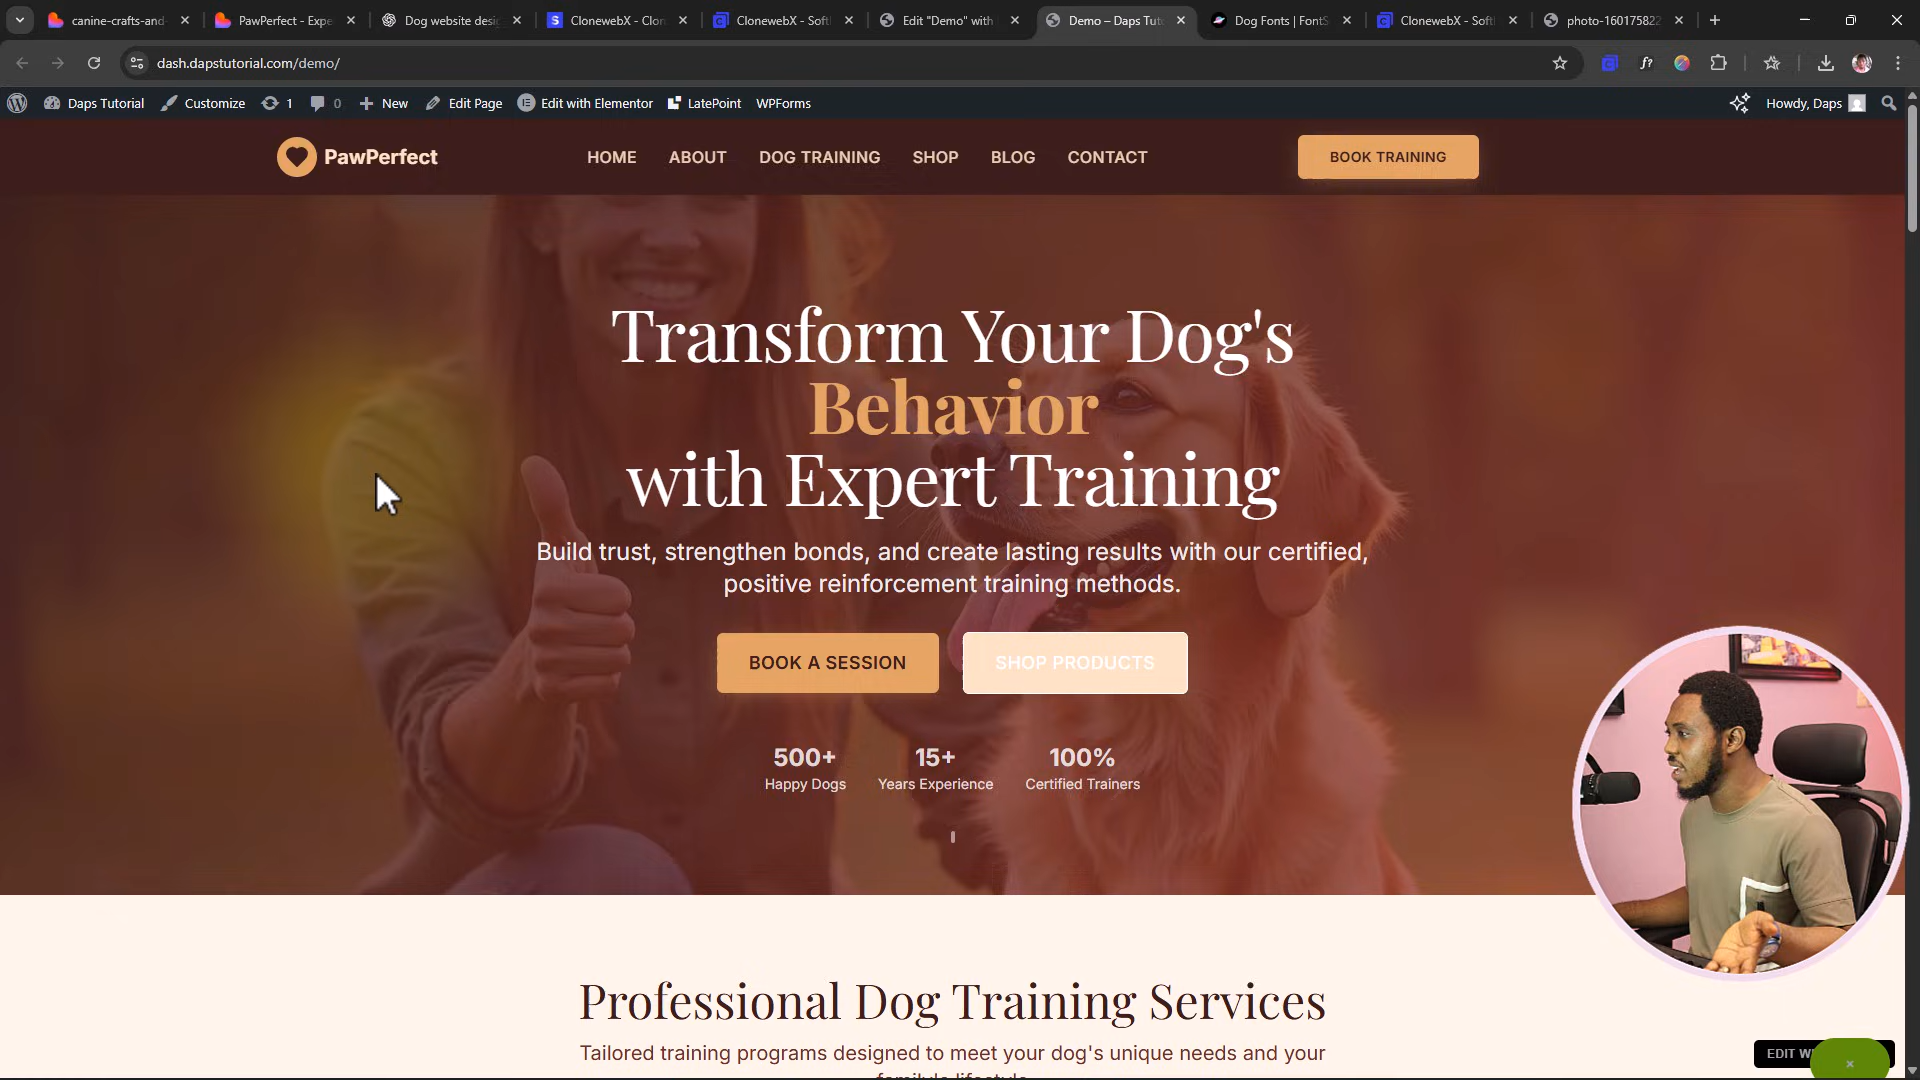 canine-crafts-and-
PawPerfect - Expe
Dog website desig
ClonewebX - Clon
ClonewebX - Soft
Edit "Demo" with
Demo – Daps Tut
Dog Fonts | FontS
ClonewebX - Soft
photo-160175822
dash.dapstutorial.com/demo/
f?
Daps Tutorial
Customize
1
0
New
Edit Page
Edit with Elementor
LatePoint
WPForms
Howdy, Daps
PawPerfect
HOME
ABOUT
DOG TRAINING
SHOP
BLOG
CONTACT
BOOK TRAINING
Transform Your Dog's
Behavior
with Expert Training
Build trust, strengthen bonds, and create lasting results with our certified,
positive reinforcement training methods.
BOOK A SESSION
SHOP PRODUCTS
500+
15+
100%
Happy Dogs
Years Experience
Certified Trainers
Professional Dog Training Services
Tailored training programs designed to meet your dog's unique needs and your
family's lifestyle.
EDIT W